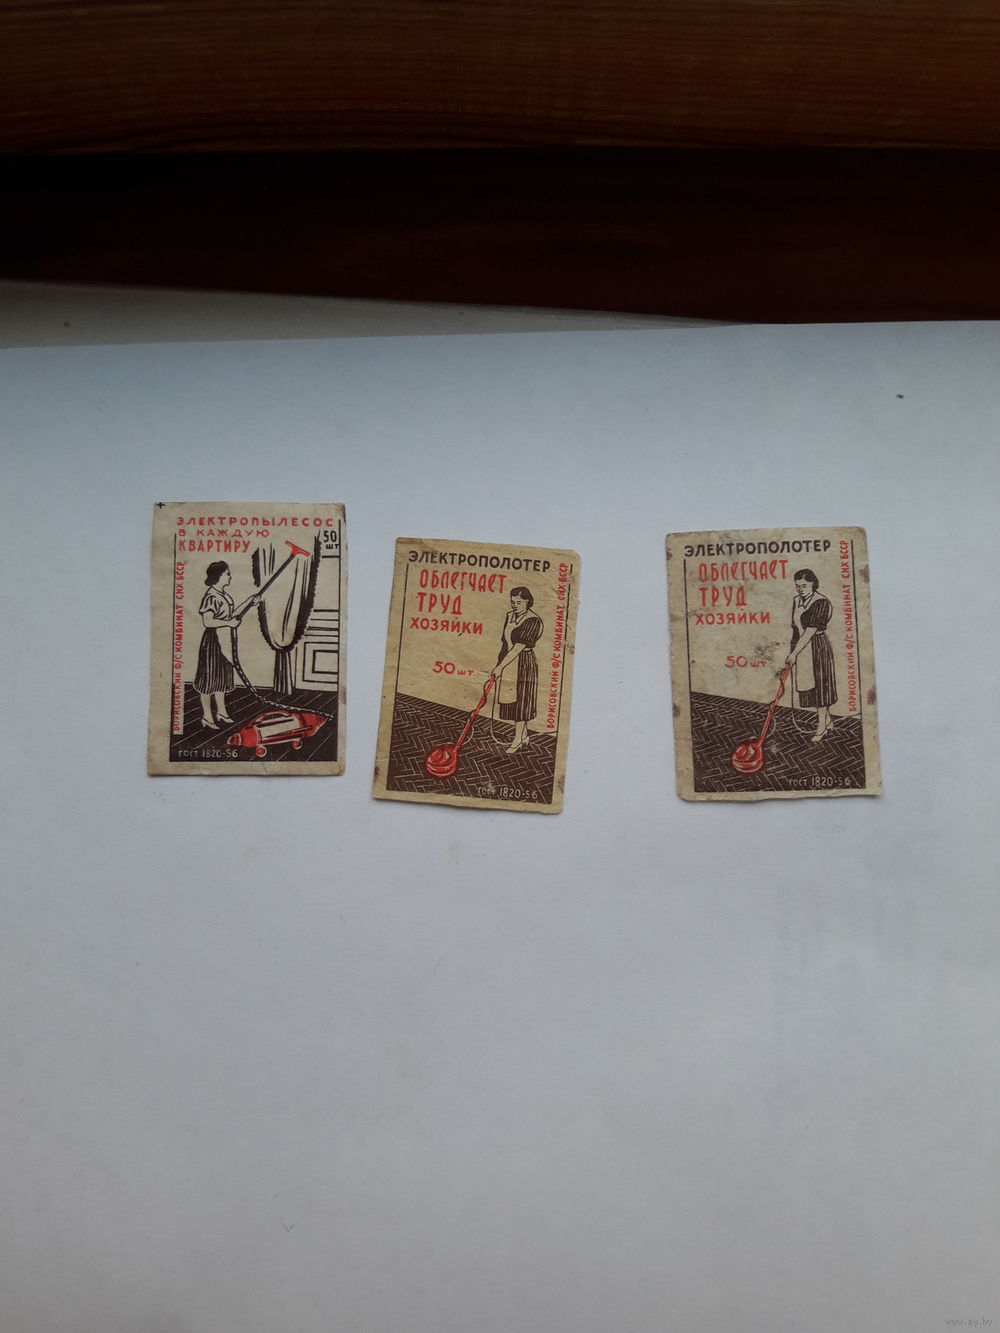 ЭЛЕКТРОПЫЛЕСОС
В КАЖДУЮ
КВАРТИРУ
50
ШТ
БОРИСОВСКИЙ Ф/С КОМБИНАТ СНХ БССР
ГОСТ 1820-56
ЭЛЕКТРОПОЛОТЕР
ОБЛЕГЧАЕТ
ТРУД
ХОЗЯЙКИ
50 шт.
БОРИСОВСКИЙ Ф/С КОМБИНАТ СНХ БССР
ГОСТ 1820-56
ЭЛЕКТРОПОЛОТЕР
ОБЛЕГЧАЕТ
ТРУД
ХОЗЯЙКИ
50 шт.
БОРИСОВСКИЙ Ф/С КОМБИНАТ СНХ БССР
ГОСТ 1820-56
www.ay.by